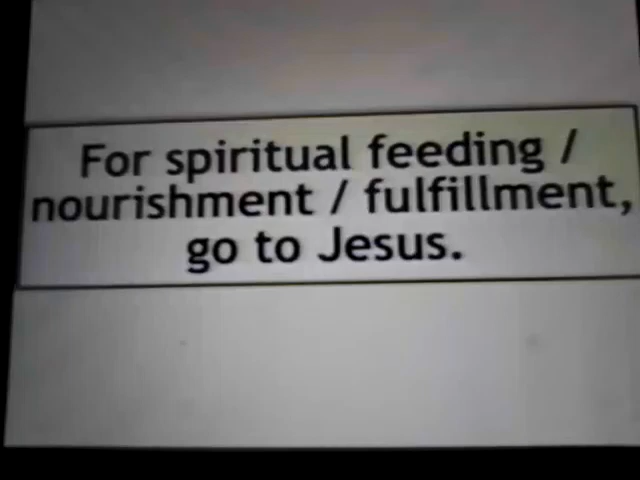 For spiritual feeding /
nourishment / fulfillment,
go to Jesus.